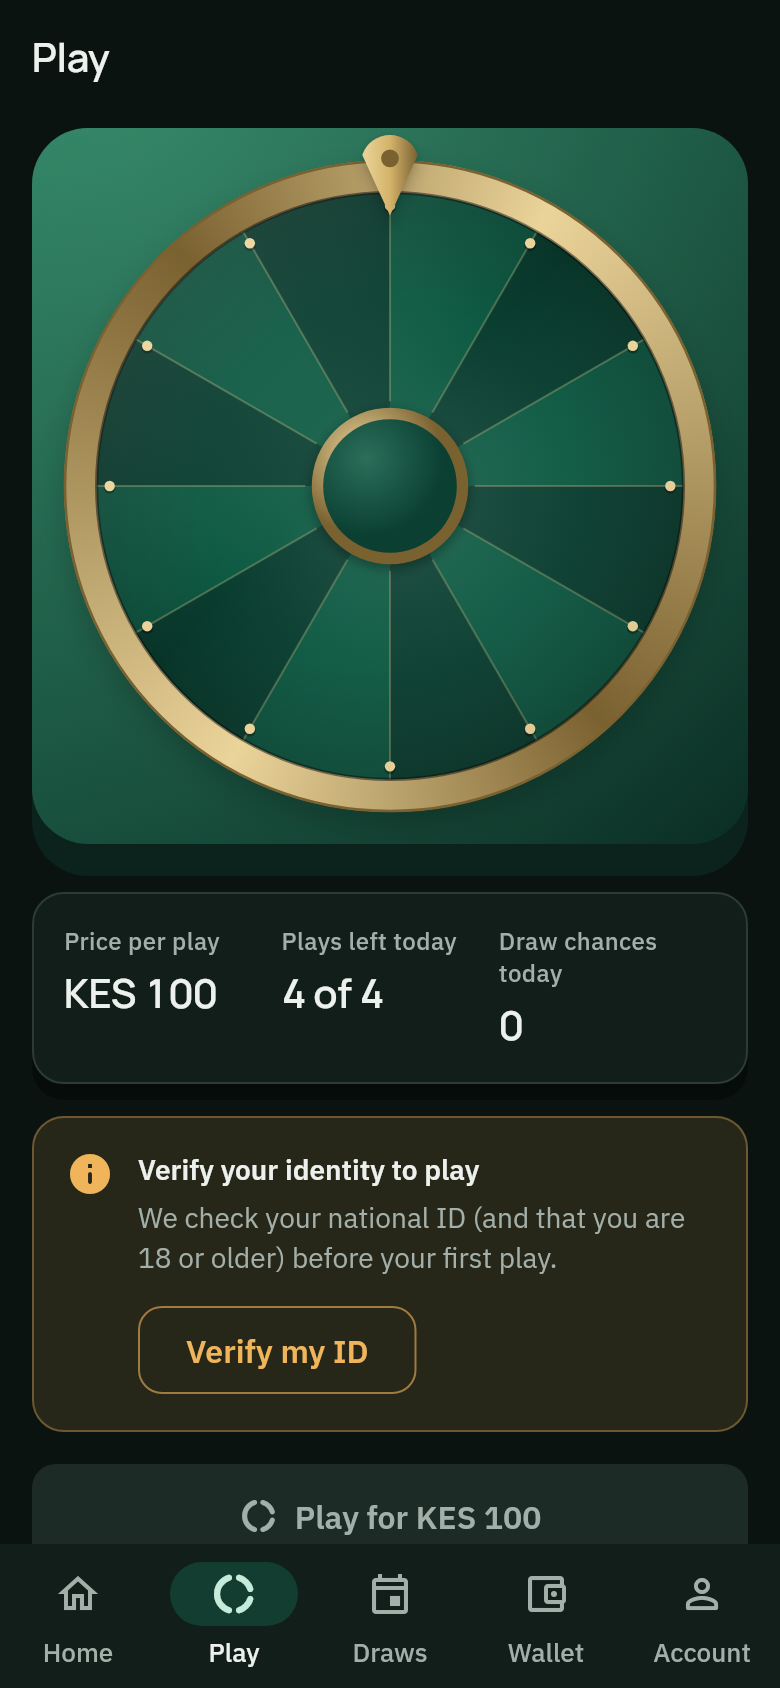 Play
Price per play
KES 100
Plays left today
4 of 4
Draw chances
today
0
Verify your identity to play
We check your national ID (and that you are
18 or older) before your first play.
Verify my ID
Play for KES 100
Home
Play
Draws
Wallet
Account